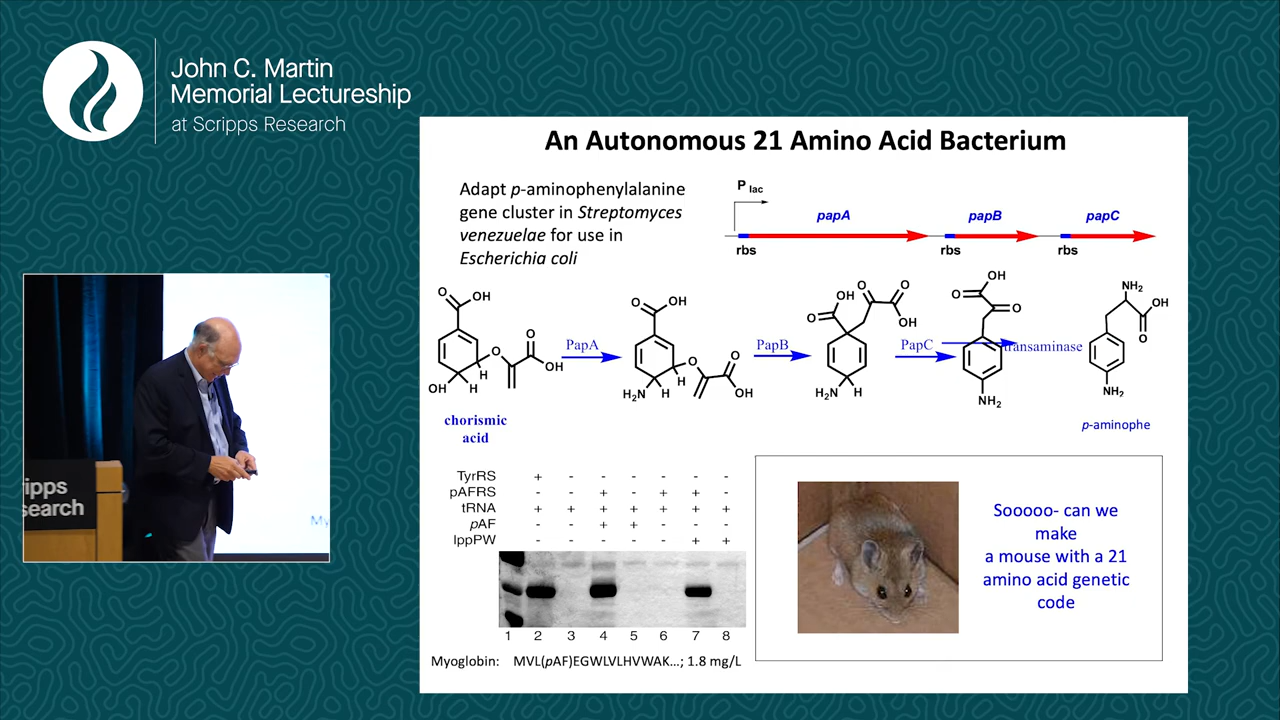 John C. Martin
Memorial Lectureship
at Scripps Research
An Autonomous 21 Amino Acid Bacterium
Adapt p-aminophenylalanine
gene cluster in Streptomyces
venezuelae for use in
Escherichia coli
P lac
papA papB papC
rbs rbs rbs
O OH
O
O OH
OH H
H
chorismic
acid
PapA
O OH
O
O OH
H2N H
H
PapB
OH O O
O OH
H2N H
PapC
OH
O O
NH2
transaminase
NH2
OH
O
NH2
p-aminophe
TyrRS + - - - - - -
pAFRS - - + - + + -
tRNA + + + + + + +
pAF - - + + - - -
lppPW - - - - - + +
1 2 3 4 5 6 7 8
Myoglobin: MVL(pAF)EGWLVLHVWAK...; 1.8 mg/L
Sooooo- can we
make
a mouse with a 21
amino acid genetic
code
ipps
search
My